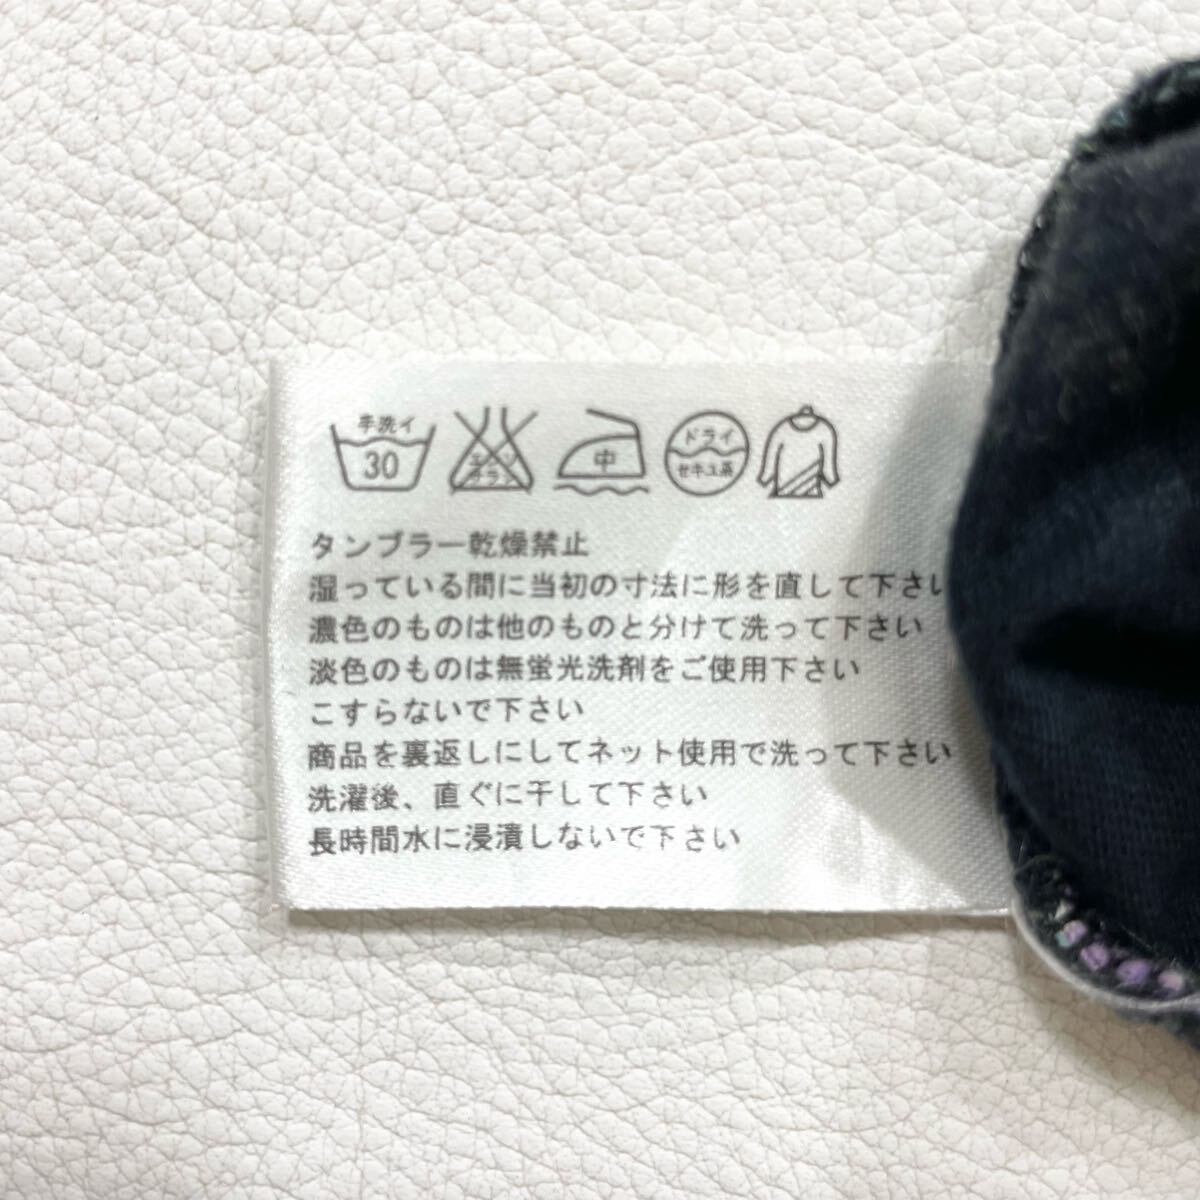 手洗イ
30
エンソ
サラシ
中
ドライ
セキユ系
タンブラー乾燥禁止
湿っている間に当初の寸法に形を直して下さい
濃色のものは他のものと分けて洗って下さい
淡色のものは無蛍光洗剤をご使用下さい
こすらないで下さい
商品を裏返しにしてネット使用で洗って下さい
洗濯後、直ぐに干して下さい
長時間水に浸漬しないで下さい